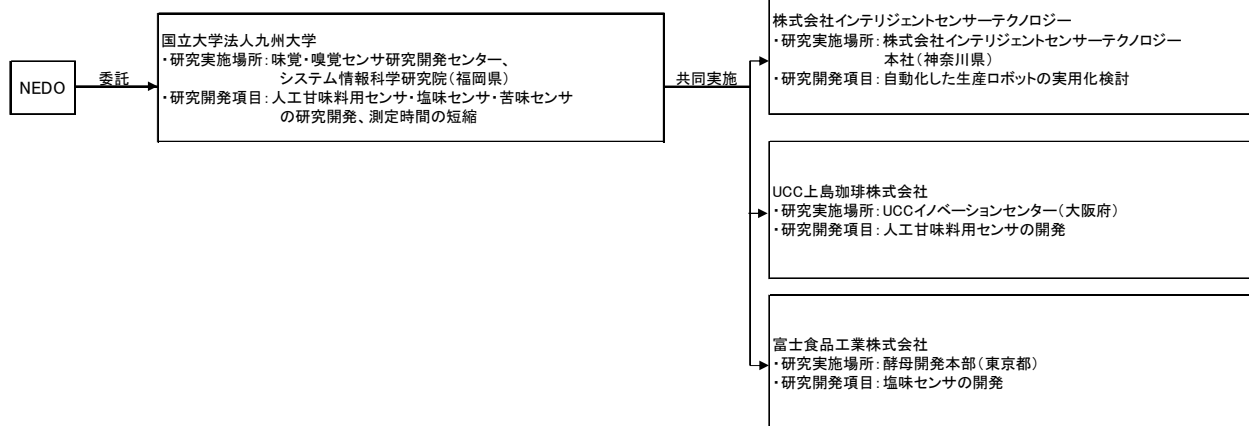 NEDO
委託
国立大学法人九州大学
・研究実施場所：味覚・嗅覚センサ研究開発センター、
システム情報科学研究院（福岡県）
・研究開発項目：人工甘味料用センサ・塩味センサ・苦味センサ
の研究開発、測定時間の短縮
共同実施
株式会社インテリジェントセンサーテクノロジー
・研究実施場所：株式会社インテリジェントセンサーテクノロジー
本社（神奈川県）
・研究開発項目：自動化した生産ロボットの実用化検討
UCC上島珈琲株式会社
・研究実施場所：UCCイノベーションセンター（大阪府）
・研究開発項目：人工甘味料用センサの開発
富士食品工業株式会社
・研究実施場所：酵母開発本部（東京都）
・研究開発項目：塩味センサの開発